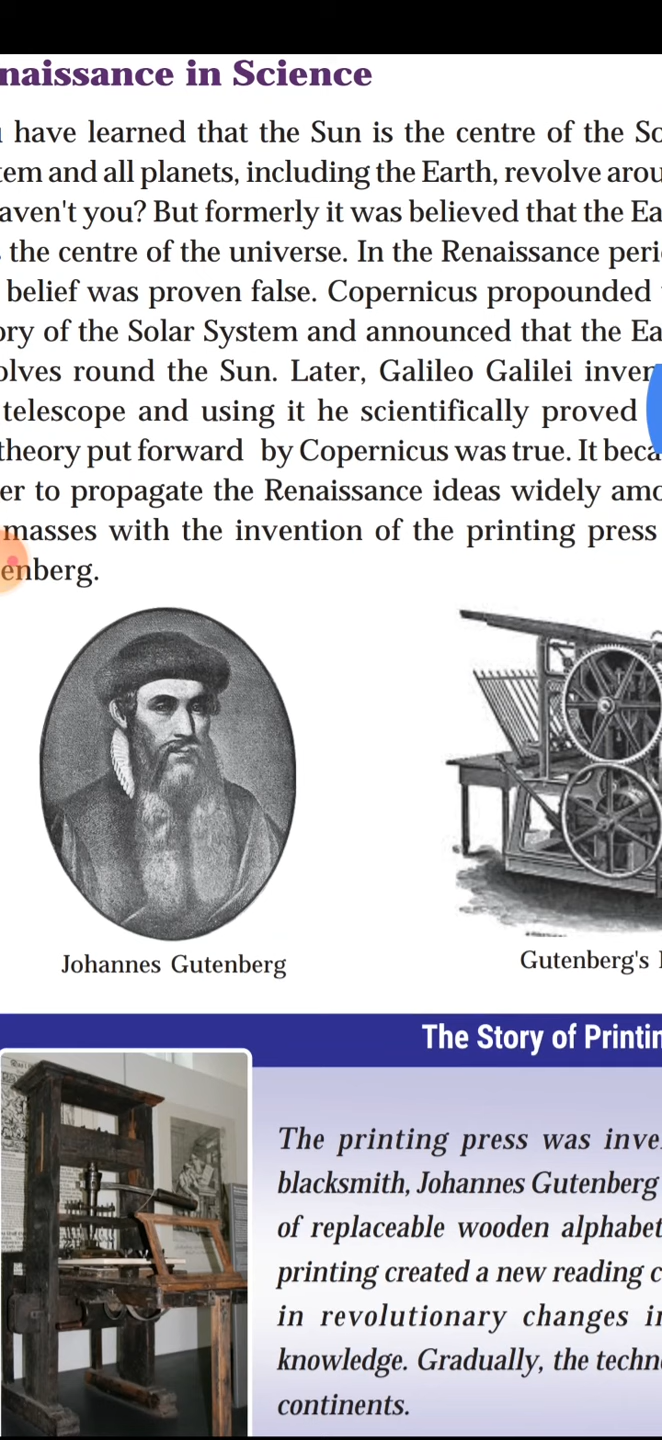 naissance in Science
have learned that the Sun is the centre of the So
tem and all planets, including the Earth, revolve arou
aven't you? But formerly it was believed that the Ea
the centre of the universe. In the Renaissance peri
belief was proven false. Copernicus propounded
ory of the Solar System and announced that the Ea
olves round the Sun. Later, Galileo Galilei inven
telescope and using it he scientifically proved
theory put forward by Copernicus was true. It beca
er to propagate the Renaissance ideas widely amo
masses with the invention of the printing press
enberg.
Johannes Gutenberg
Gutenberg's
The Story of Printin
The printing press was inve
blacksmith, Johannes Gutenberg
of replaceable wooden alphabet
printing created a new reading c
in revolutionary changes in
knowledge. Gradually, the techn
continents.